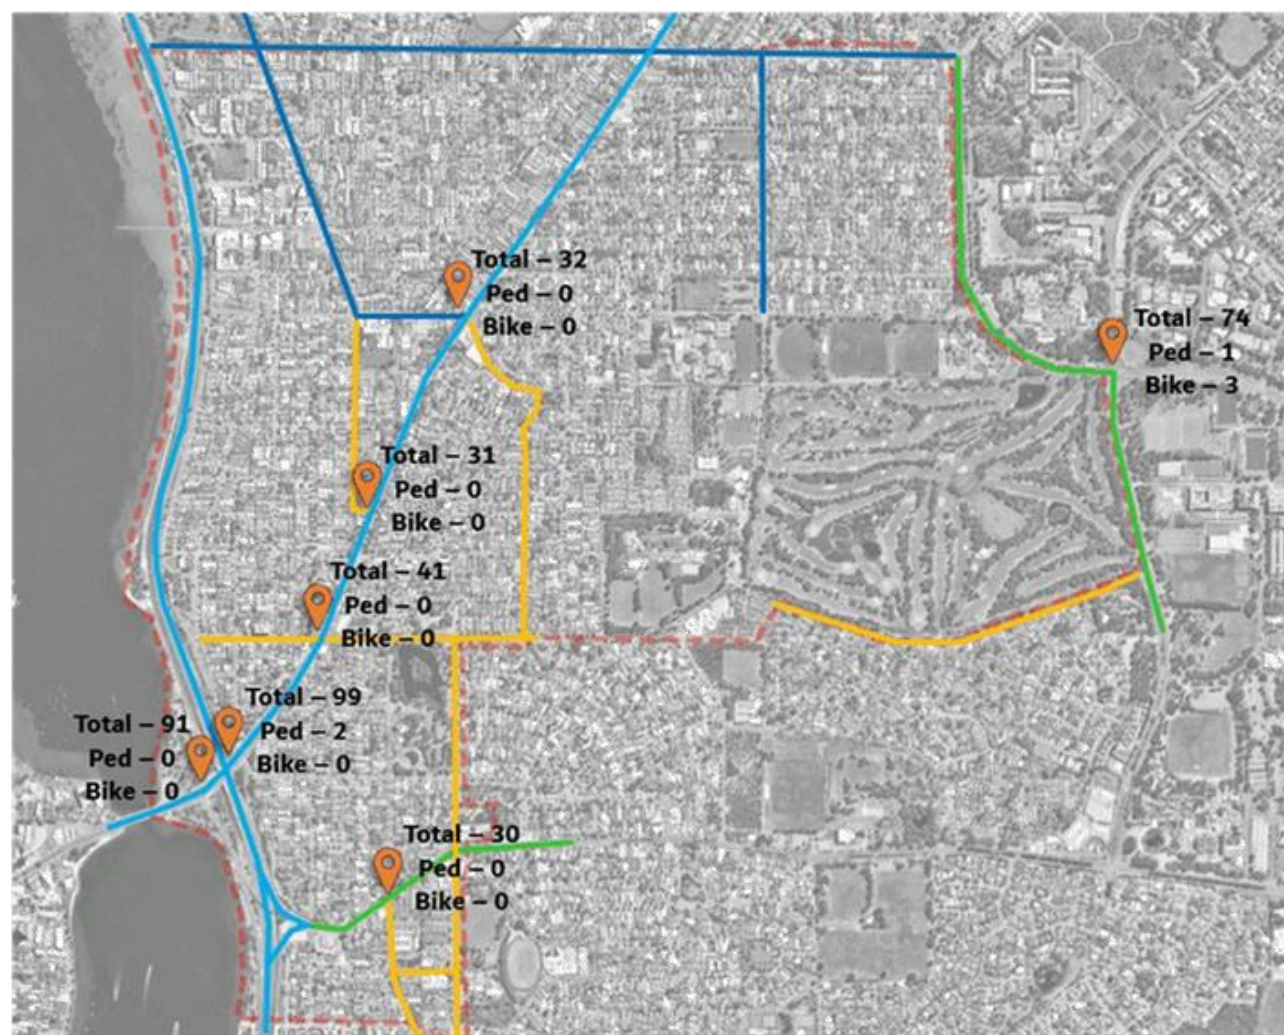 Total – 32
Ped – 0
Bike – 0
Total – 74
Ped – 1
Bike – 3
Total – 31
Ped – 0
Bike – 0
Total – 41
Ped – 0
Bike – 0
Total – 99
Ped – 2
Bike – 0
Total – 91
Ped – 0
Bike – 0
Total – 30
Ped – 0
Bike – 0